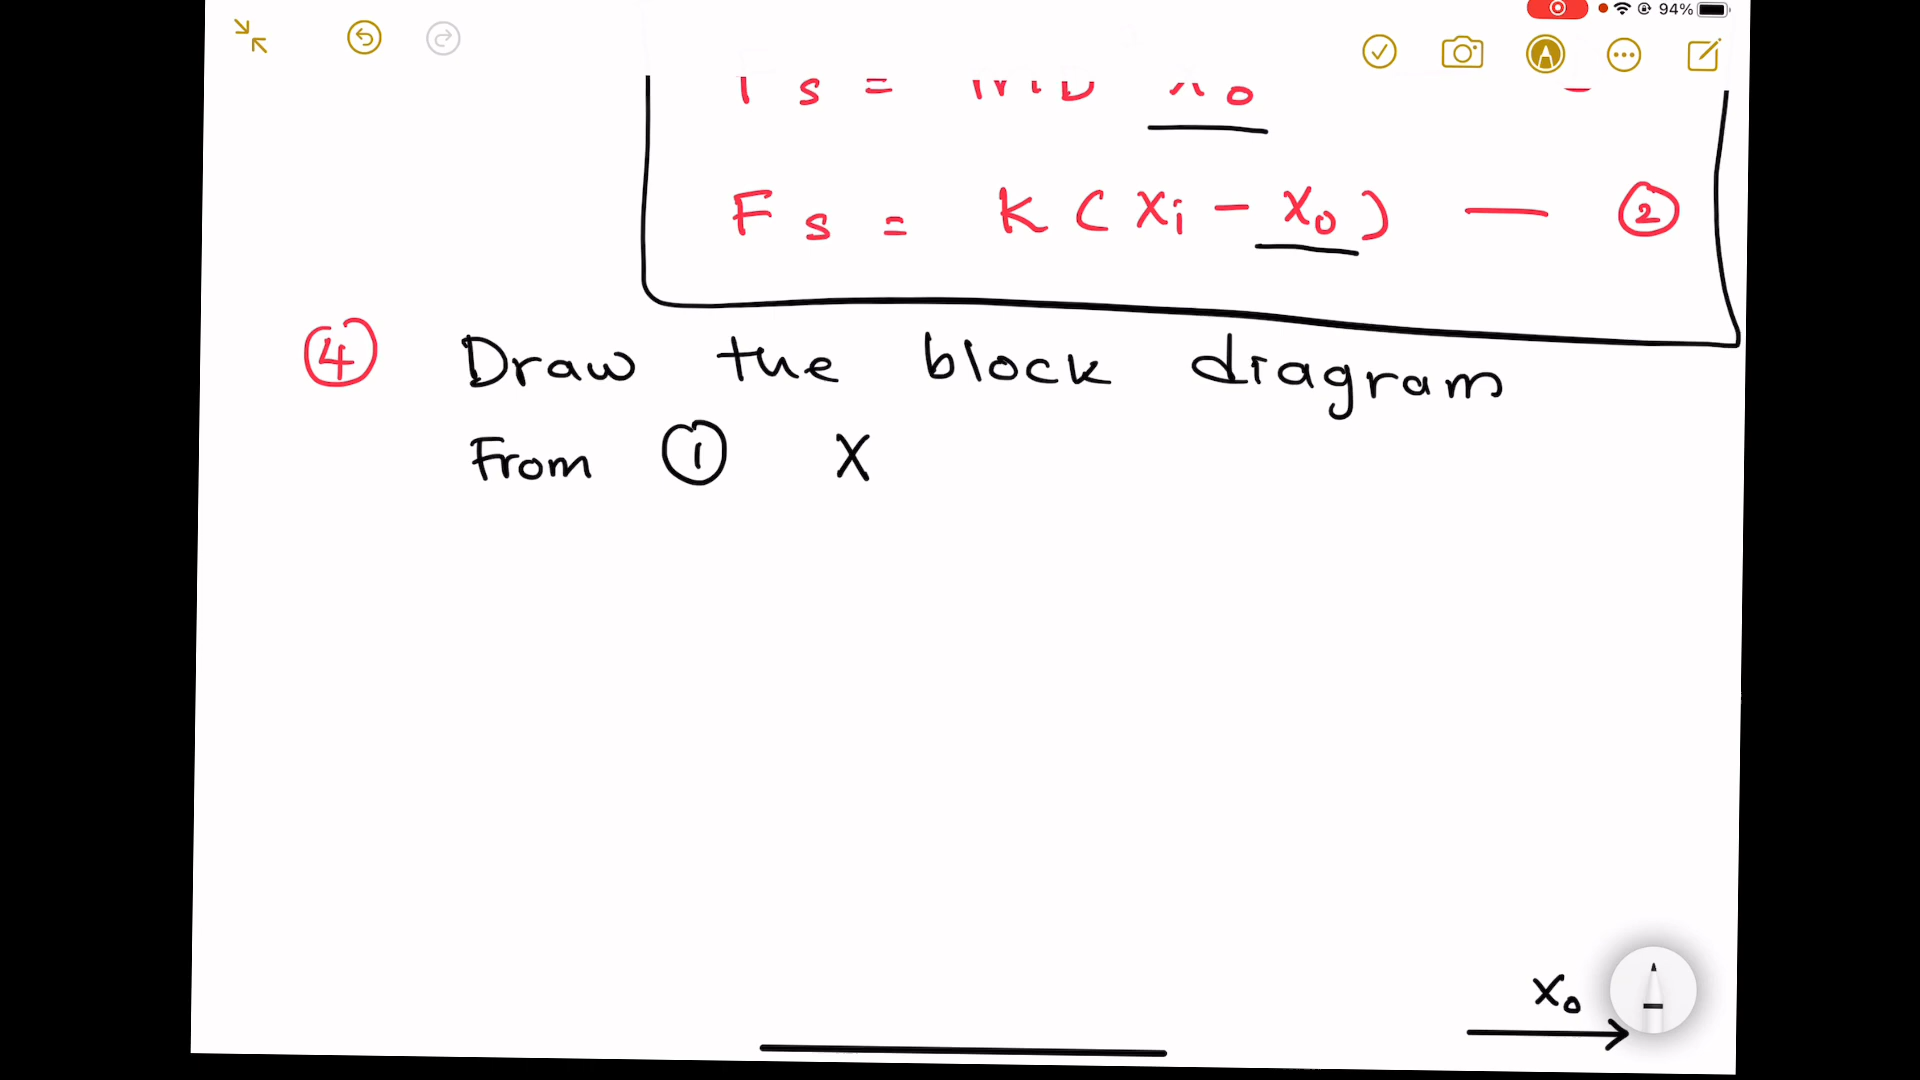 94%
s =
Fs = K(Xi - Xo) — ②
④ Draw the block diagram
From ① X
Xo